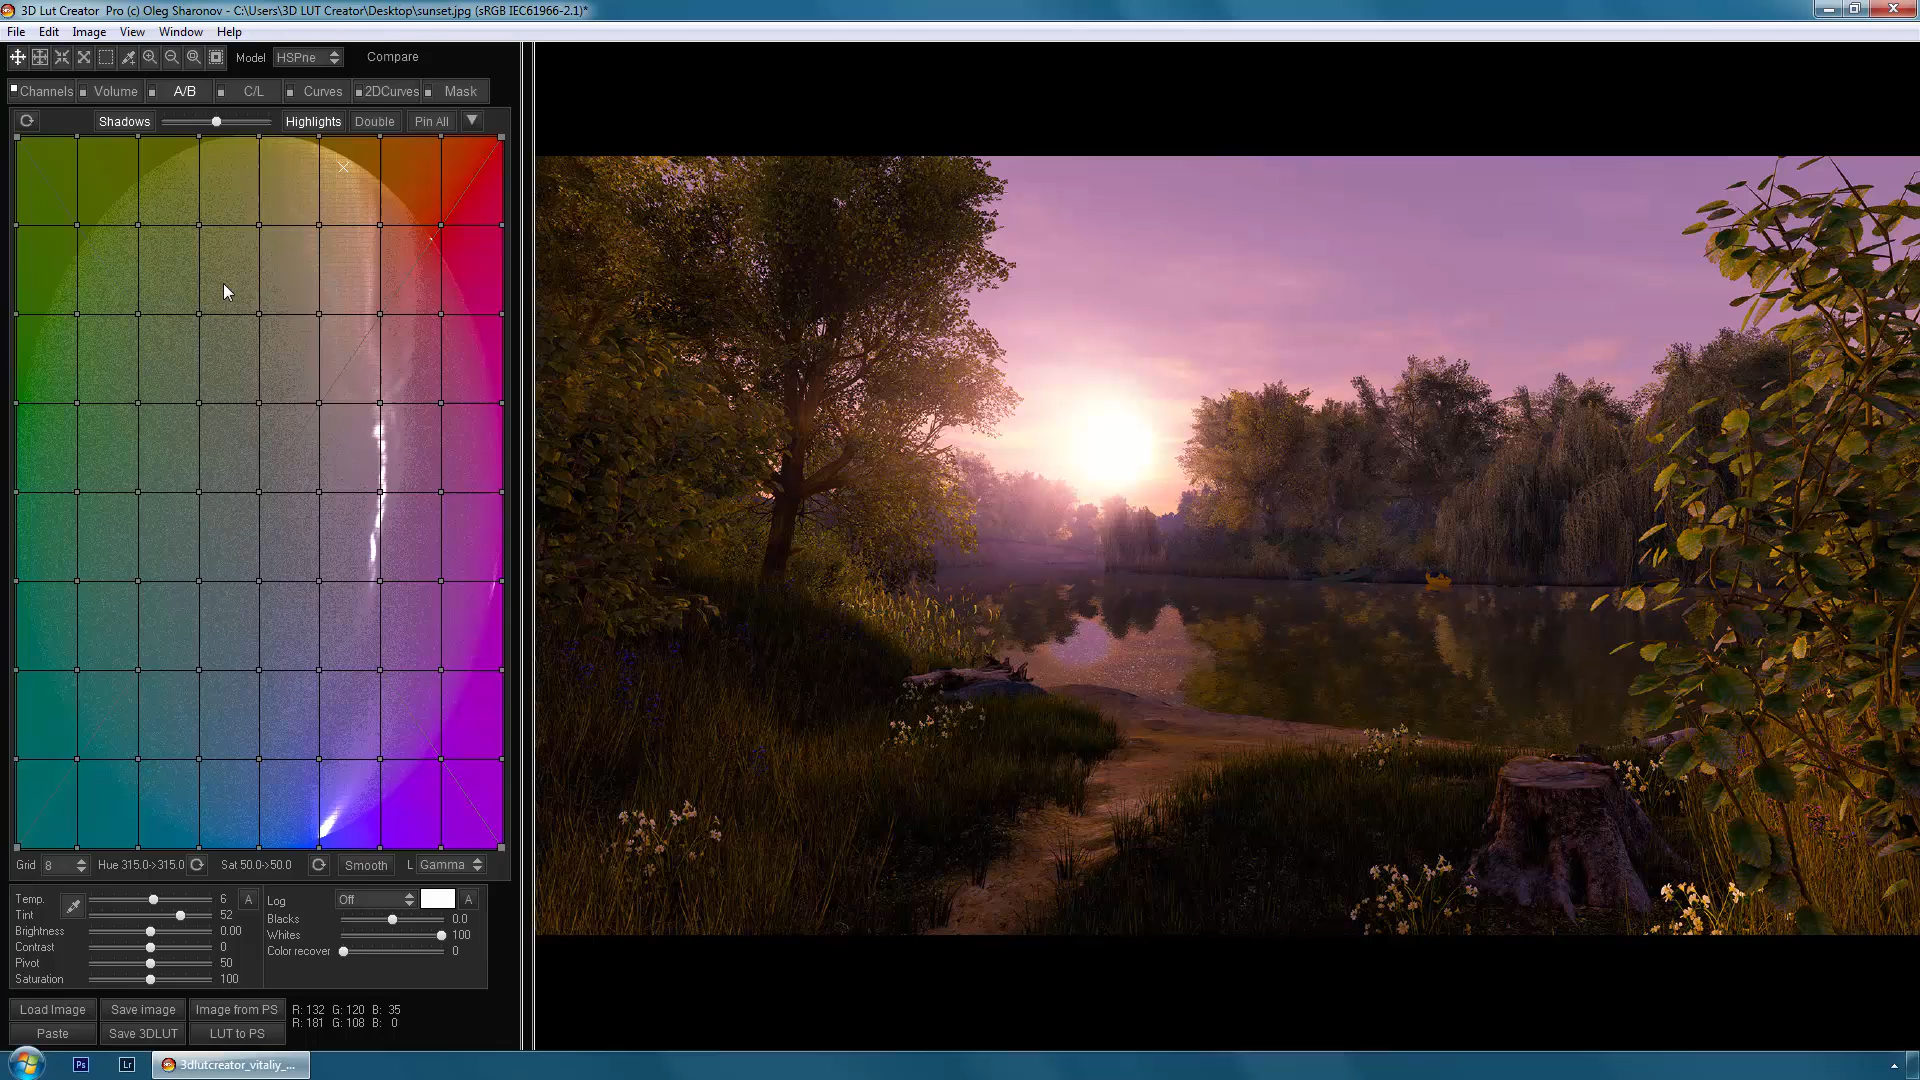 3D Lut Creator Pro (c) Oleg Sharonov - C:\Users\3D LUT Creator\Desktop\sunset.jpg (sRGB IEC61966-2.1)*
File Edit Image View Window Help
Model HSPne Compare
Channels Volume A/B C/L Curves 2DCurves Mask
Shadows Highlights Double Pin All
Grid 8 Hue 315.0->315.0 Sat 50.0->50.0 Smooth L Gamma
Temp. 6 A
Tint 52
Brightness 0.00
Contrast 0
Pivot 50
Saturation 100
Log Off A
Blacks 0.0
Whites 100
Color recover 0
Load Image Save image Image from PS R: 132 G: 120 B: 35
Paste Save 3DLUT LUT to PS R: 181 G: 108 B: 0
Ps Lr 3dlutcreator_vitaliy_...